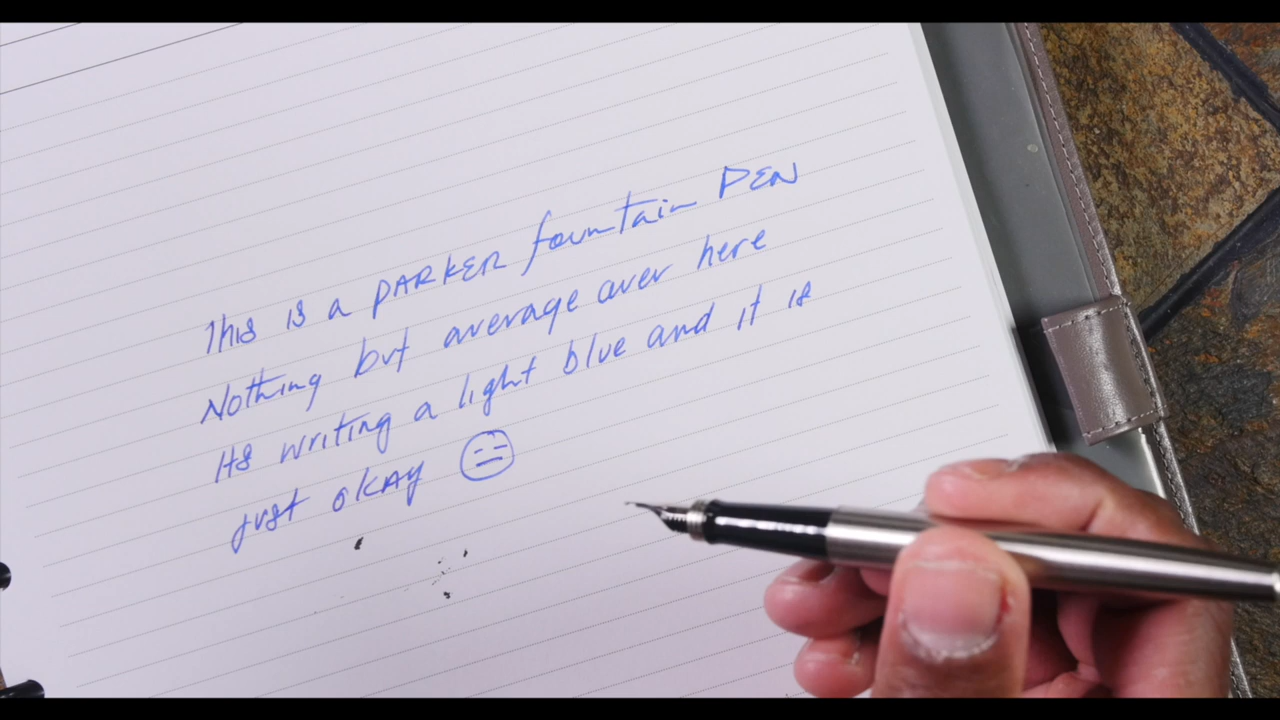 This is a PARKER fountain PEN
Nothing but average over here
Its writing a light blue and it is
just okay